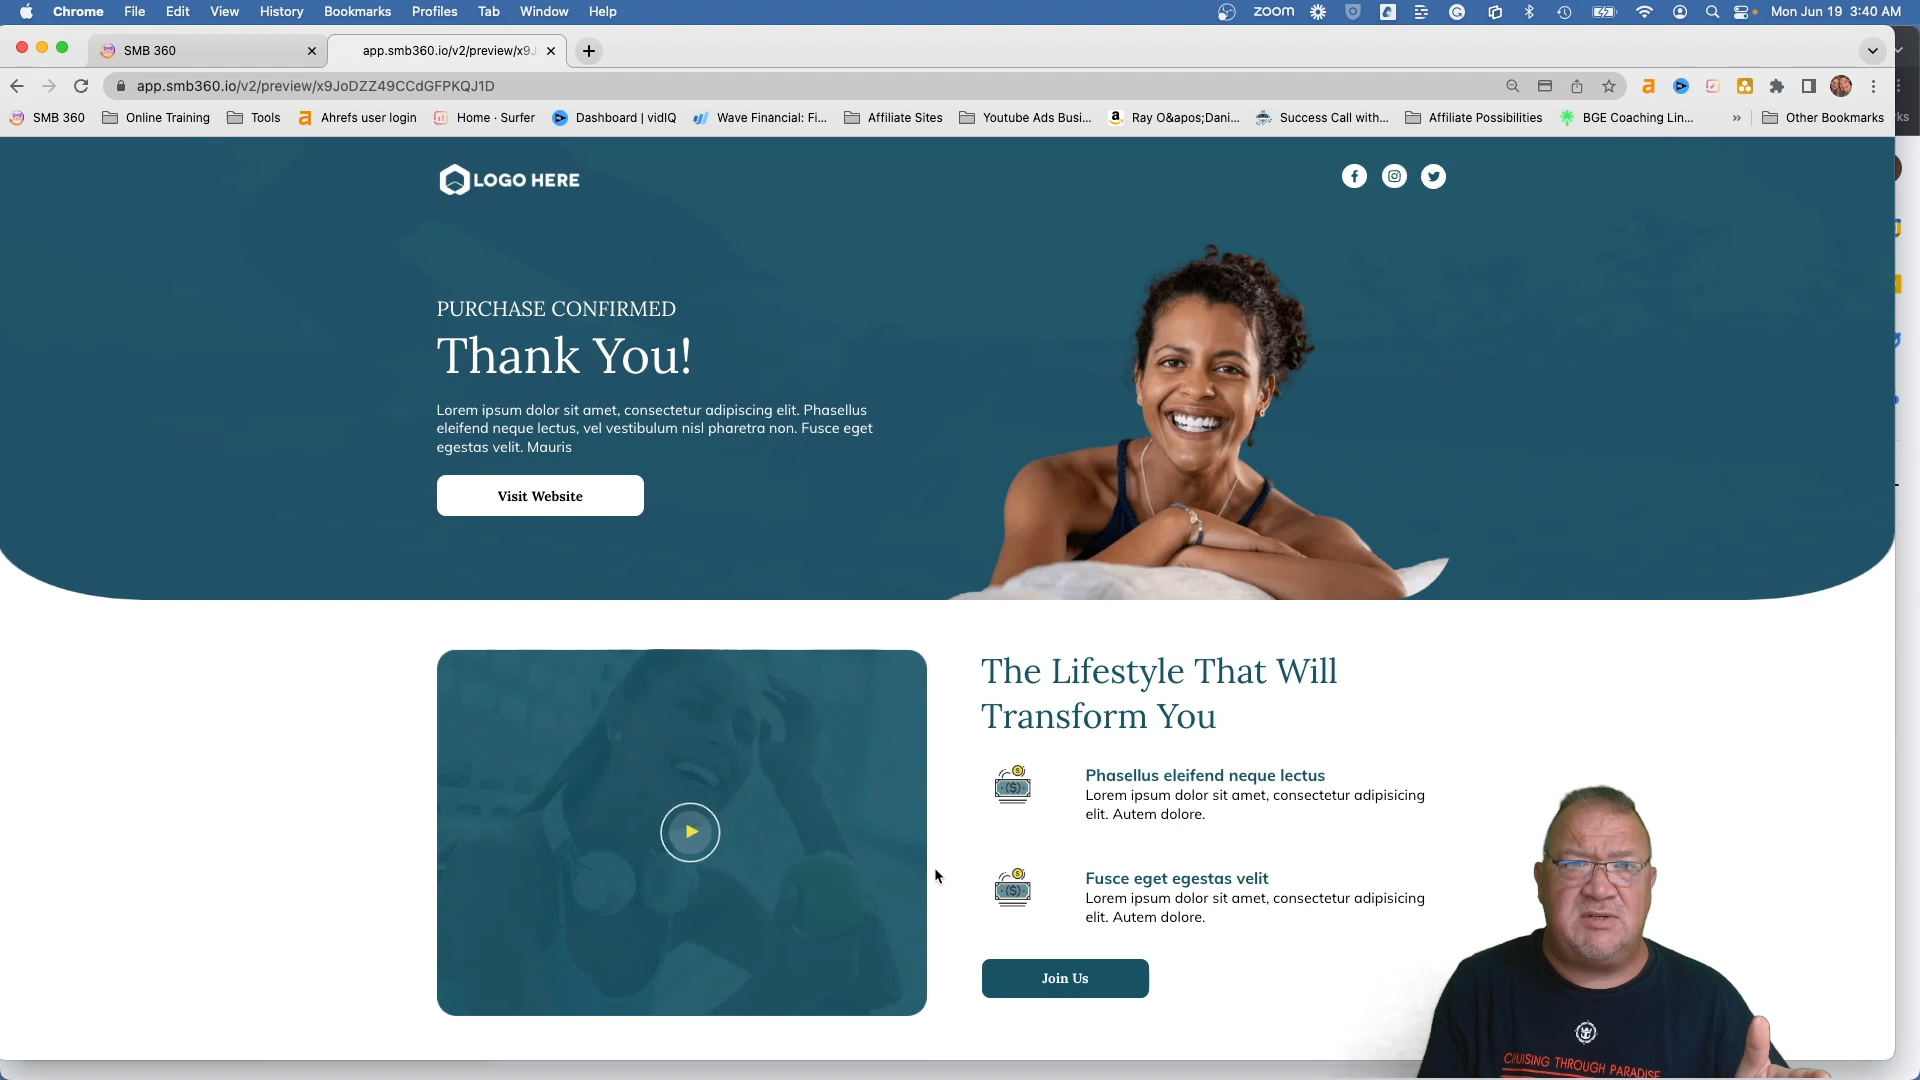 Chrome File Edit View History Bookmarks Profiles Tab Window Help zoom Mon Jun 19 3:40 AM
SMB 360 app.smb360.io/v2/preview/x9J
app.smb360.io/v2/preview/x9JoDZZ49CCdGFPKQJ1D
SMB 360 Online Training Tools Ahrefs user login Home · Surfer Dashboard | vidIQ Wave Financial: Fi... Affiliate Sites Youtube Ads Busi... Ray O&apos;Dani... Success Call with... Affiliate Possibilities BGE Coaching Lin... » Other Bookmarks
LOGO HERE
PURCHASE CONFIRMED
Thank You!
Lorem ipsum dolor sit amet, consectetur adipiscing elit. Phasellus
eleifend neque lectus, vel vestibulum nisl pharetra non. Fusce eget
egestas velit. Mauris
Visit Website
The Lifestyle That Will
Transform You
Phasellus eleifend neque lectus
Lorem ipsum dolor sit amet, consectetur adipisicing
elit. Autem dolore.
Fusce eget egestas velit
Lorem ipsum dolor sit amet, consectetur adipisicing
elit. Autem dolore.
Join Us
CRUISING THROUGH PARADISE